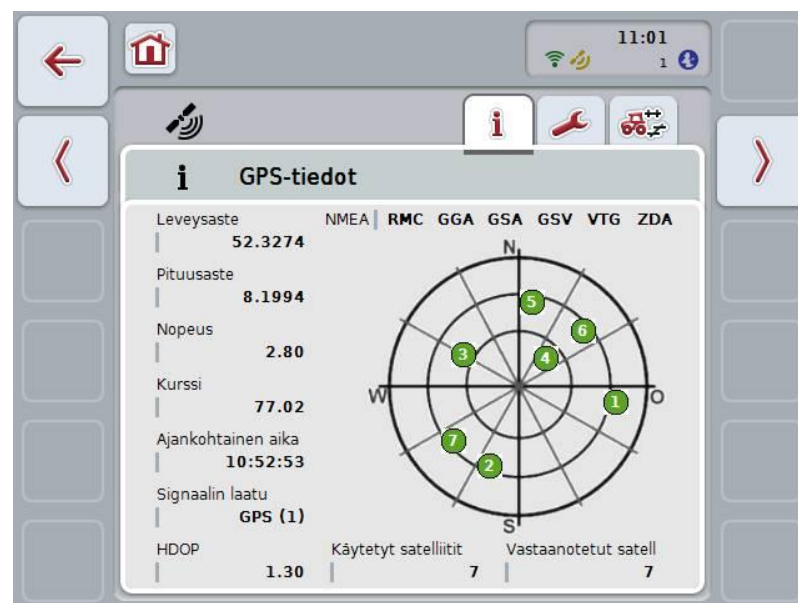 11:01
1
i
i GPS-tiedot
Leveysaste
52.3274
NMEA RMC GGA GSA GSV VTG ZDA
Pituusaste
8.1994
Nopeus
2.80
Kurssi
77.02
Ajankohtainen aika
10:52:53
Signaalin laatu
GPS (1)
HDOP
1.30
Käytetyt satelliitit
7
Vastaanotetut satell
7
N
5
6
3
4
W
1
O
7
2
S